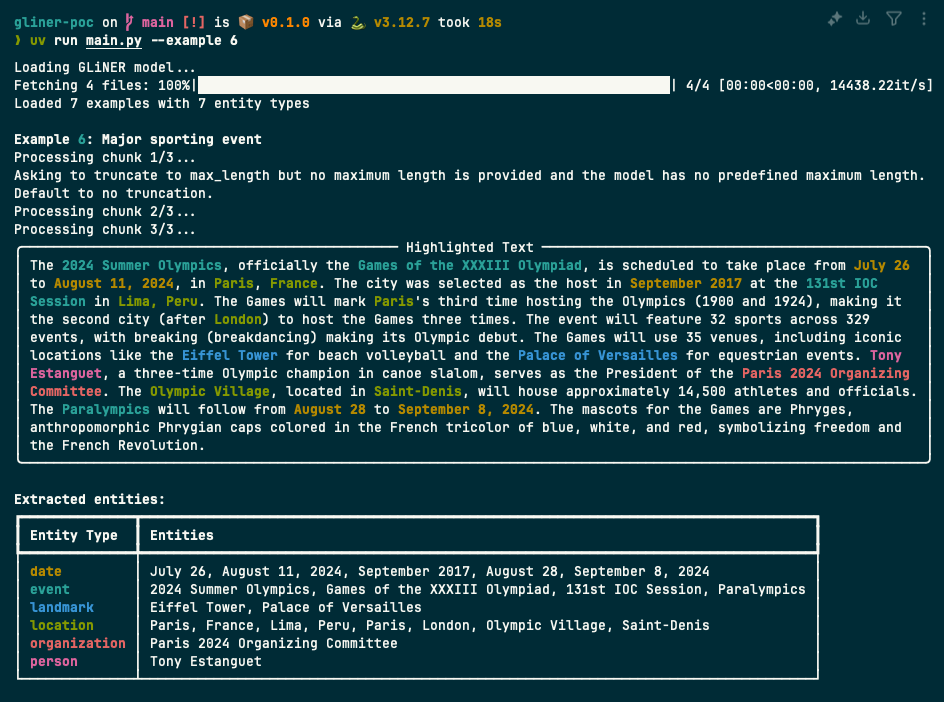 gliner-poc on main [!] is 📦 v0.1.0 via 🐍 v3.12.7 took 18s
❯ uv run main.py --example 6
Loading GLiNER model...
Fetching 4 files: 100%| | 4/4 [00:00<00:00, 14438.22it/s]
Loaded 7 examples with 7 entity types
Example 6: Major sporting event
Processing chunk 1/3...
Asking to truncate to max_length but no maximum length is provided and the model has no predefined maximum length.
Default to no truncation.
Processing chunk 2/3...
Processing chunk 3/3...
Highlighted Text
The 2024 Summer Olympics, officially the Games of the XXXIII Olympiad, is scheduled to take place from July 26
to August 11, 2024, in Paris, France. The city was selected as the host in September 2017 at the 131st IOC
Session in Lima, Peru. The Games will mark Paris's third time hosting the Olympics (1900 and 1924), making it
the second city (after London) to host the Games three times. The event will feature 32 sports across 329
events, with breaking (breakdancing) making its Olympic debut. The Games will use 35 venues, including iconic
locations like the Eiffel Tower for beach volleyball and the Palace of Versailles for equestrian events. Tony
Estanguet, a three-time Olympic champion in canoe slalom, serves as the President of the Paris 2024 Organizing
Committee. The Olympic Village, located in Saint-Denis, will house approximately 14,500 athletes and officials.
The Paralympics will follow from August 28 to September 8, 2024. The mascots for the Games are Phryges,
anthropomorphic Phrygian caps colored in the French tricolor of blue, white, and red, symbolizing freedom and
the French Revolution.
Extracted entities:
Entity Type Entities
date July 26, August 11, 2024, September 2017, August 28, September 8, 2024
event 2024 Summer Olympics, Games of the XXXIII Olympiad, 131st IOC Session, Paralympics
landmark Eiffel Tower, Palace of Versailles
location Paris, France, Lima, Peru, Paris, London, Olympic Village, Saint-Denis
organization Paris 2024 Organizing Committee
person Tony Estanguet